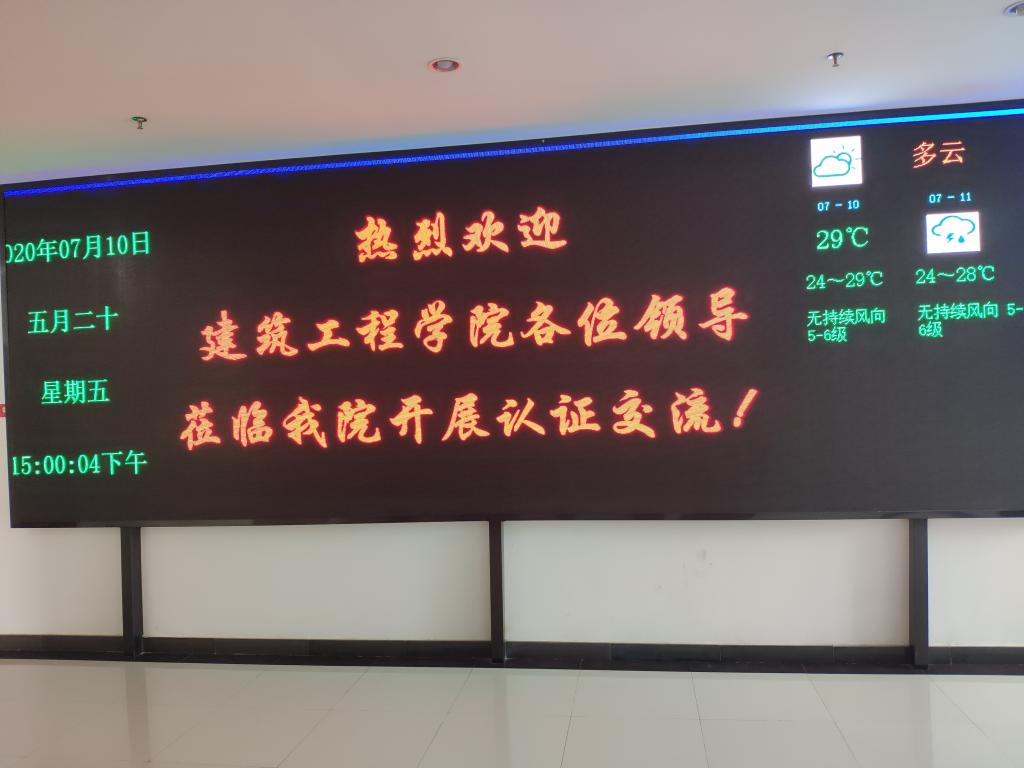 020年07月10日
五月二十
星期五
15:00:04下午
热烈欢迎
建筑工程学院各位领导
莅临我院开展认证交流！
多云
07-10
29℃
24～29℃
无持续风向
5-6级
07-11
24～28℃
无持续风向 5-
6级